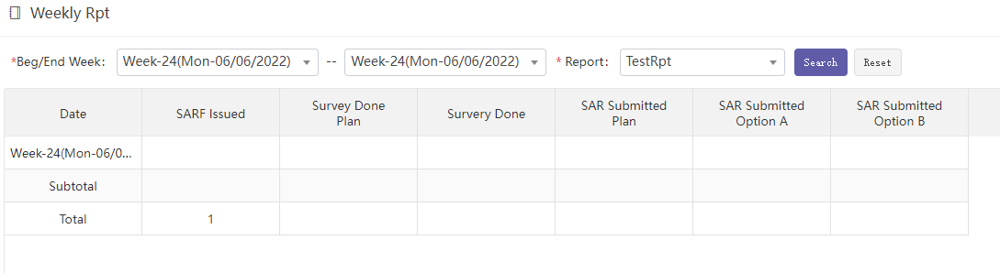 Weekly Rpt
*Beg/End Week: Week-24(Mon-06/06/2022) -- Week-24(Mon-06/06/2022) * Report: TestRpt Search Reset
Date SARF Issued Survey Done Plan Survery Done SAR Submitted Plan SAR Submitted Option A SAR Submitted Option B
Week-24(Mon-06/0...
Subtotal
Total 1